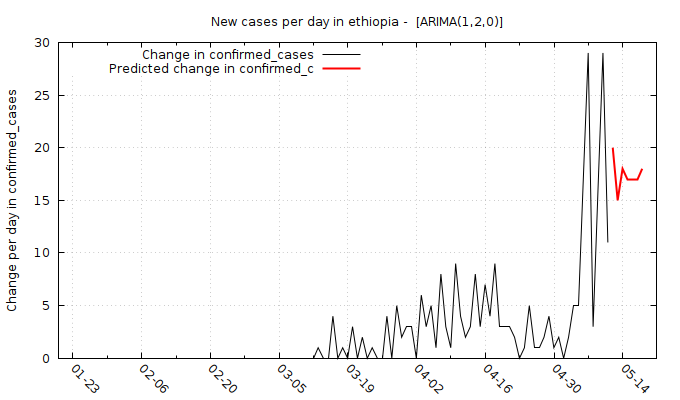 New cases per day in ethiopia -  [ARIMA(1,2,0)]
Change in confirmed_cases
Predicted change in confirmed_c
Change per day in confirmed_cases
30
25
20
15
10
5
0
01-23 02-06 02-20 03-05 03-19 04-02 04-16 04-30 05-14